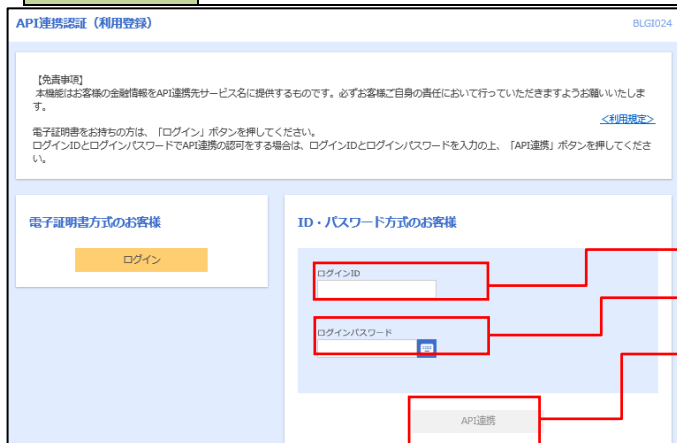 API連携認証（利用登録）
BLGI024
【免責事項】
本機能はお客様の金融情報をAPI連携先サービス名に提供するものです。必ずお客様ご自身の責任において行っていただきますようお願いいたしま
す。
<利用規定>
電子証明書をお持ちの方は、「ログイン」ボタンを押してください。
ログインIDとログインパスワードでAPI連携の認可をする場合は、ログインIDとログインパスワードを入力の上、「API連携」ボタンを押してくださ
い。
電子証明書方式のお客様
ログイン
ID・パスワード方式のお客様
ログインID
ログインパスワード
API連携